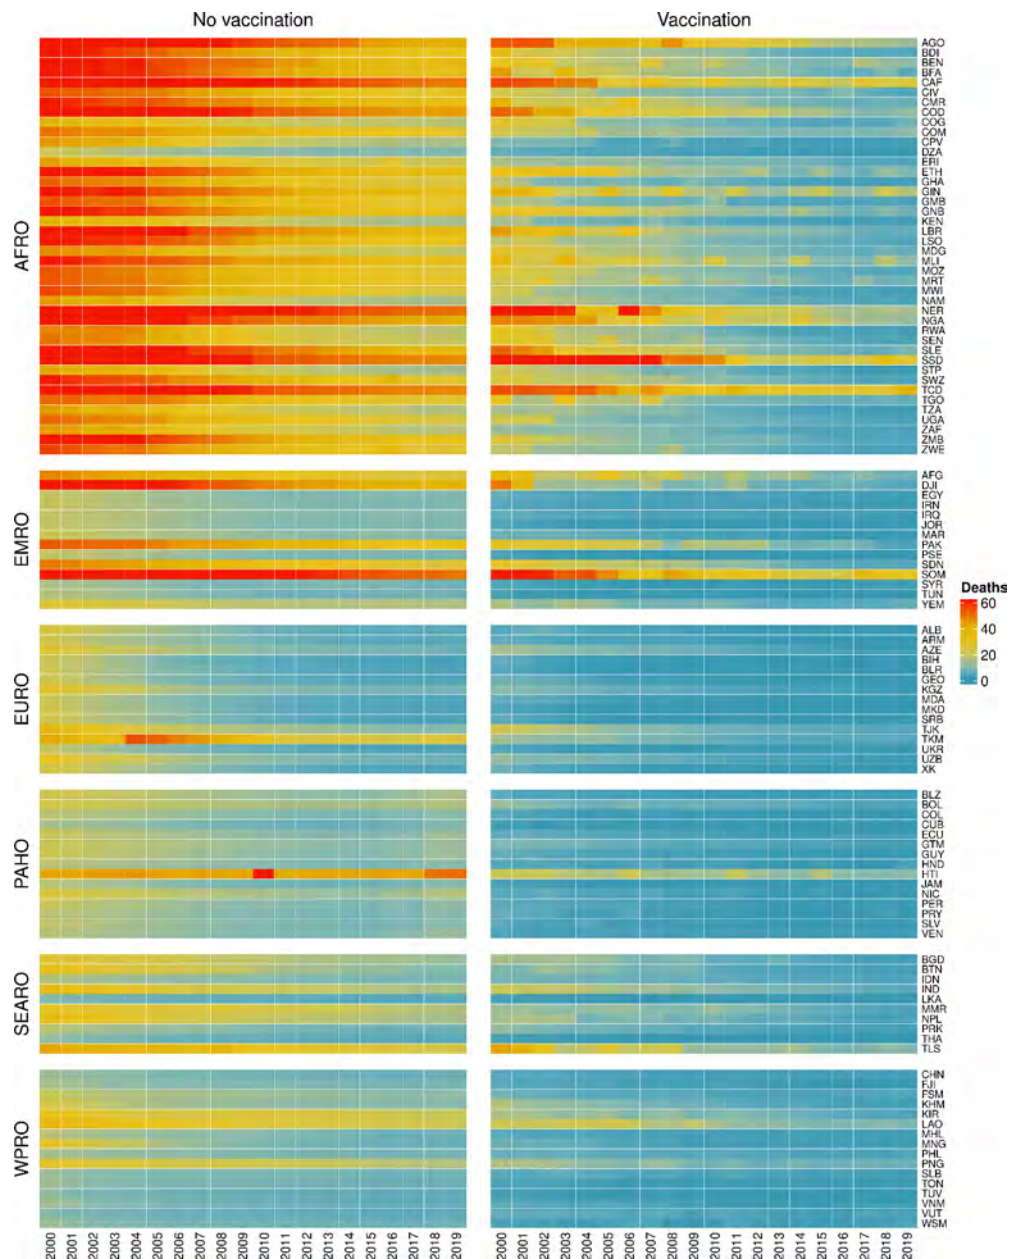 No vaccination
Vaccination
AFRO
AGO
BDI
BEN
BFA
CAF
CIV
CMR
COD
COG
COM
CPV
DZA
ERI
ETH
GHA
GIN
GMB
GNB
KEN
LBR
LSO
MDG
MLI
MOZ
MRT
MWI
NAM
NER
NGA
RWA
SEN
SLE
SSD
STP
SWZ
TCD
TGO
TZA
UGA
ZAF
ZMB
ZWE
EMRO
AFG
DJI
EGY
IRN
IRQ
JOR
MAR
PAK
PSE
SDN
SOM
SYR
TUN
YEM
Deaths
60
40
20
0
EURO
ALB
ARM
AZE
BIH
BLR
GEO
KGZ
MDA
MKD
SRB
TJK
TKM
UKR
UZB
XK
PAHO
BLZ
BOL
COL
CUB
ECU
GTM
GUY
HND
HTI
JAM
NIC
PER
PRY
SLV
VEN
SEARO
BGD
BTN
IDN
IND
LKA
MMR
NPL
PRK
THA
TLS
WPRO
CHN
FJI
FSM
KHM
KIR
LAO
MHL
MNG
PHL
PNG
SLB
TON
TUV
VNM
VUT
WSM
2000 2001 2002 2003 2004 2005 2006 2007 2008 2009 2010 2011 2012 2013 2014 2015 2016 2017 2018 2019
2000 2001 2002 2003 2004 2005 2006 2007 2008 2009 2010 2011 2012 2013 2014 2015 2016 2017 2018 2019